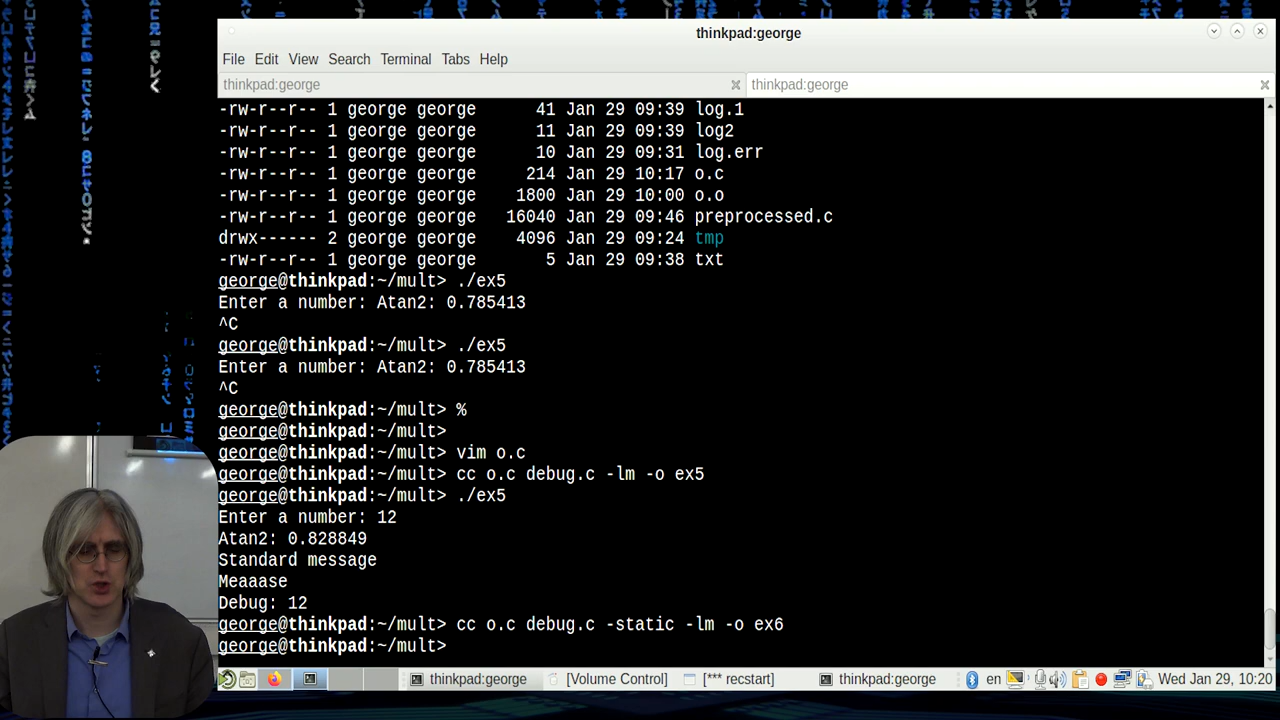 thinkpad:george
File Edit View Search Terminal Tabs Help
thinkpad:george thinkpad:george
-rw-r--r-- 1 george george 41 Jan 29 09:39 log.1
-rw-r--r-- 1 george george 11 Jan 29 09:39 log2
-rw-r--r-- 1 george george 10 Jan 29 09:31 log.err
-rw-r--r-- 1 george george 214 Jan 29 10:17 o.c
-rw-r--r-- 1 george george 1800 Jan 29 10:00 o.o
-rw-r--r-- 1 george george 16040 Jan 29 09:46 preprocessed.c
drwx------ 2 george george 4096 Jan 29 09:24 tmp
-rw-r--r-- 1 george george 5 Jan 29 09:38 txt
george@thinkpad:~/mult> ./ex5
Enter a number: Atan2: 0.785413
^C
george@thinkpad:~/mult> ./ex5
Enter a number: Atan2: 0.785413
^C
george@thinkpad:~/mult> %
george@thinkpad:~/mult>
george@thinkpad:~/mult> vim o.c
george@thinkpad:~/mult> cc o.c debug.c -lm -o ex5
george@thinkpad:~/mult> ./ex5
Enter a number: 12
Atan2: 0.828849
Standard message
Meaaase
Debug: 12
george@thinkpad:~/mult> cc o.c debug.c -static -lm -o ex6
george@thinkpad:~/mult>
thinkpad:george [Volume Control] [*** recstart] thinkpad:george en Wed Jan 29, 10:20